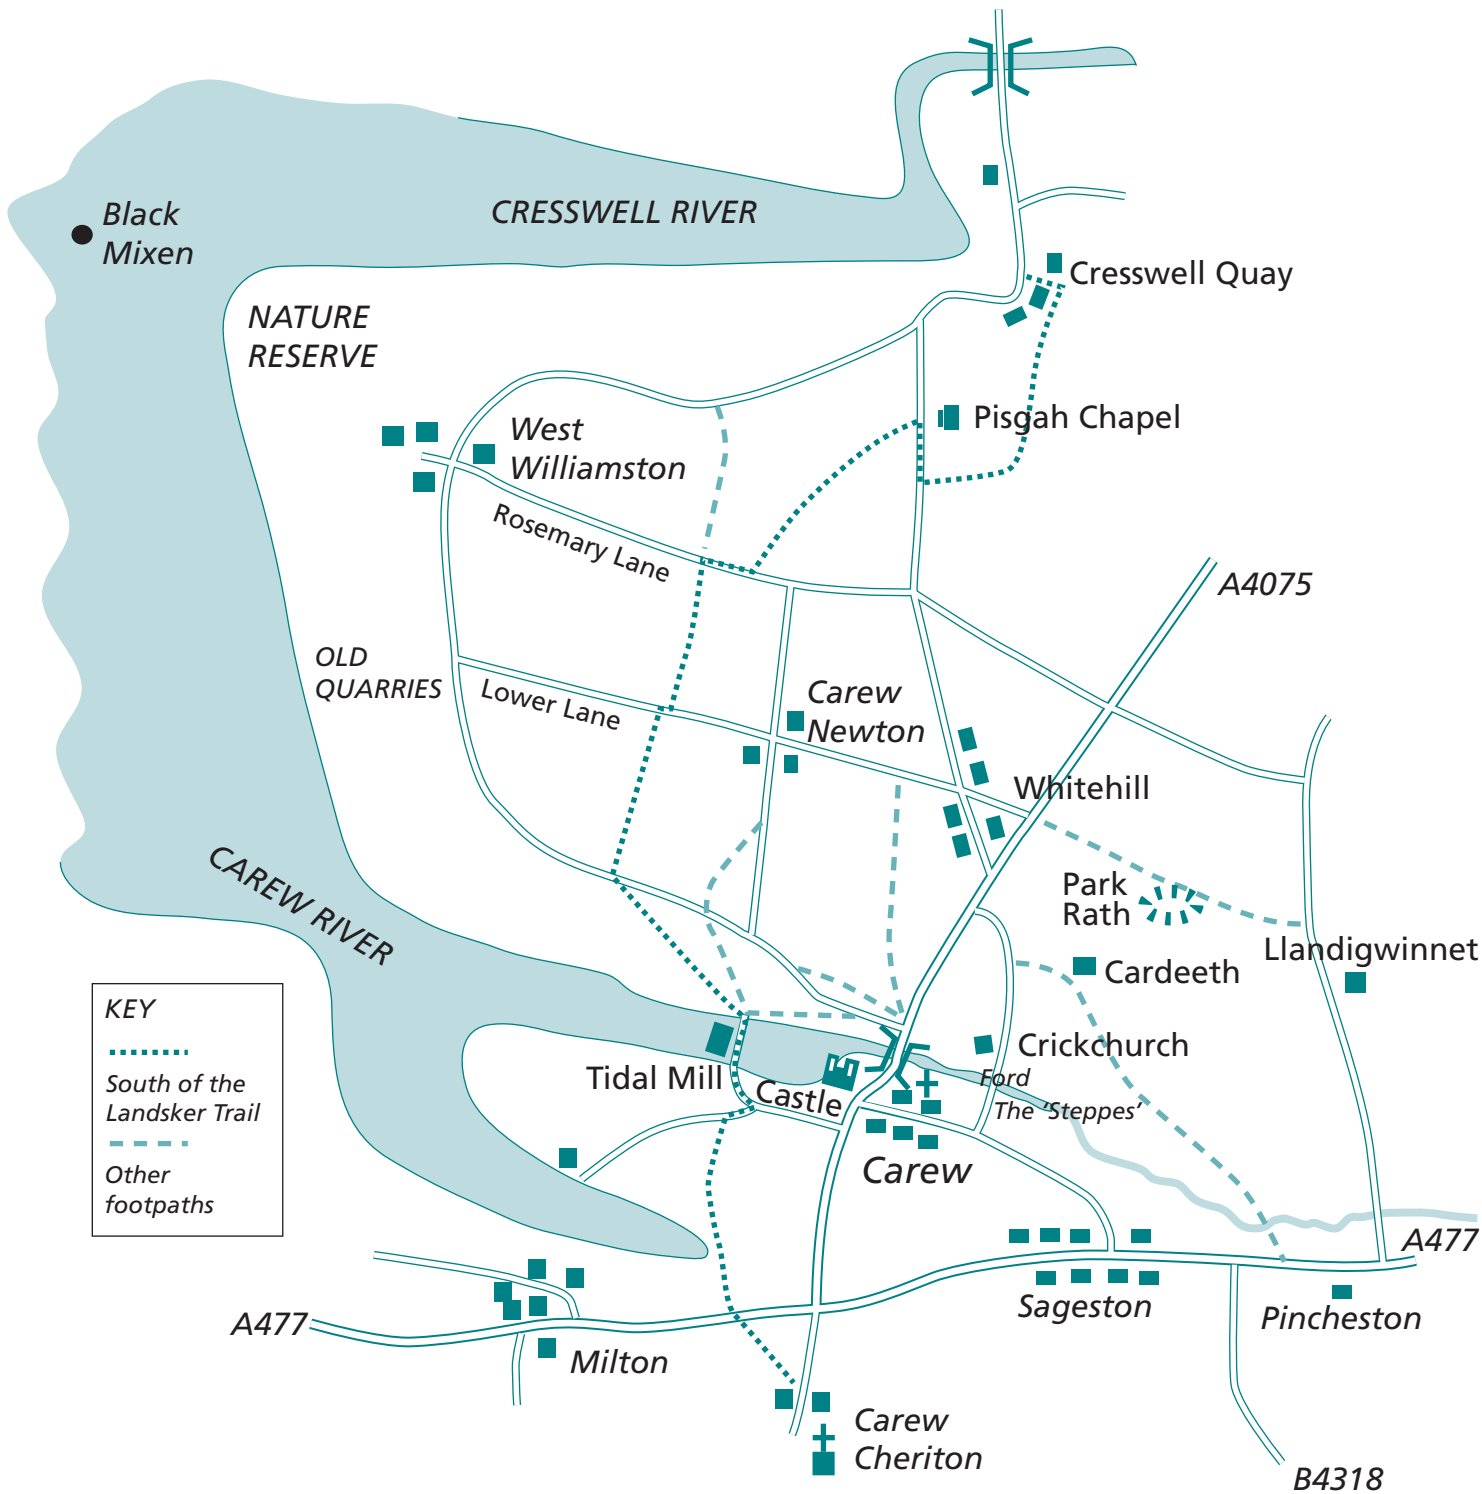 Black
Mixen
CRESSWELL RIVER
Cresswell Quay
NATURE
RESERVE
Pisgah Chapel
West
Williamston
Rosemary Lane
A4075
OLD
QUARRIES
Lower Lane
Carew
Newton
Whitehill
CAREW RIVER
Park
Rath
Llandigwinnet
Cardeeth
KEY
South of the
Landsker Trail
Other
footpaths
Tidal Mill
Castle
Crickchurch
Ford
The ‘Steppes’
Carew
A477
Sageston
Pincheston
A477
Milton
Carew
Cheriton
B4318